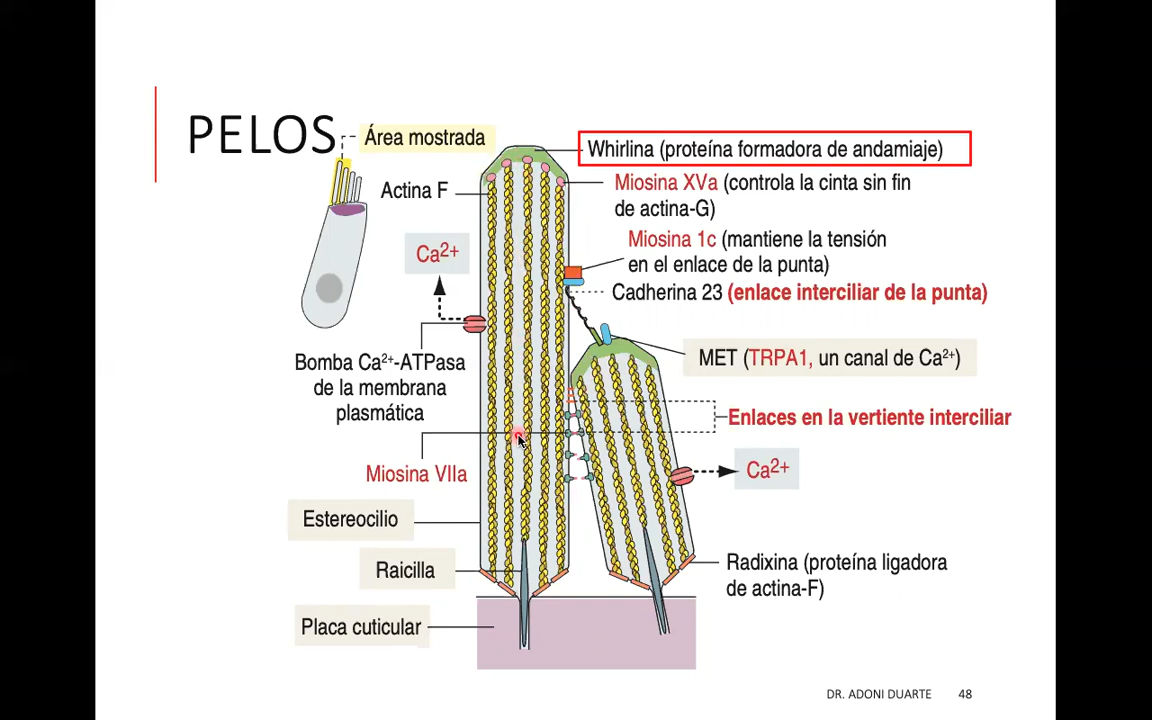 PELOS
Área mostrada
Whirlina (proteína formadora de andamiaje)
Actina F
Miosina XVa (controla la cinta sin fin
de actina-G)
Ca2+
Miosina 1c (mantiene la tensión
en el enlace de la punta)
Cadherina 23 (enlace interciliar de la punta)
Bomba Ca2+-ATPasa
de la membrana
plasmática
MET (TRPA1, un canal de Ca2+)
Enlaces en la vertiente interciliar
Miosina VIIa
Ca2+
Estereocilio
Raicilla
Radixina (proteína ligadora
de actina-F)
Placa cuticular
DR. ADONI DUARTE
48